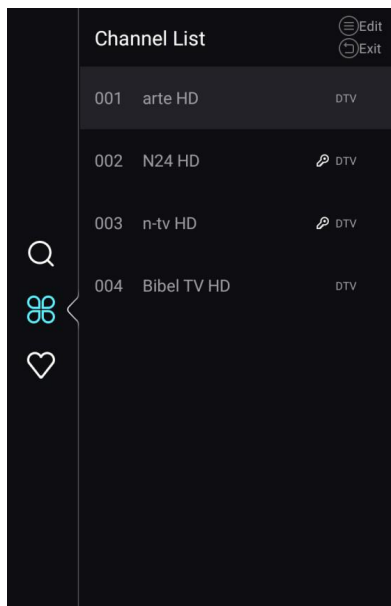 Channel List
Edit
Exit
001 arte HD DTV
002 N24 HD DTV
003 n-tv HD DTV
004 Bibel TV HD DTV